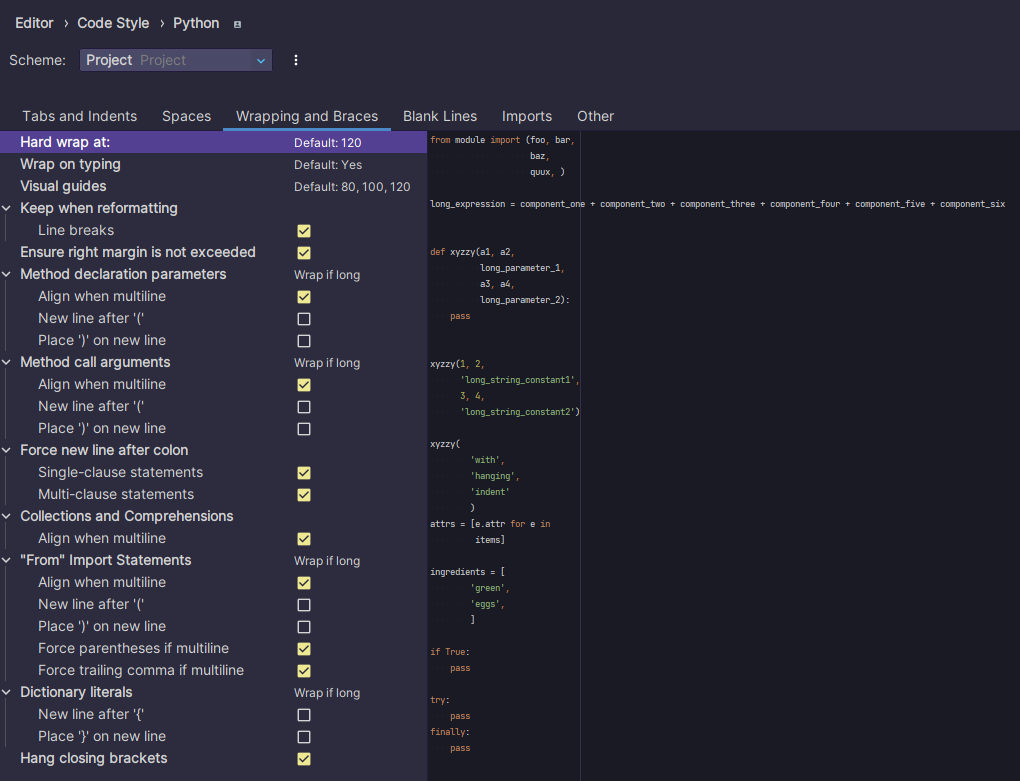 Editor › Code Style › Python
Scheme: Project Project
Tabs and Indents Spaces Wrapping and Braces Blank Lines Imports Other
Hard wrap at: Default: 120
Wrap on typing Default: Yes
Visual guides Default: 80, 100, 120
Keep when reformatting
Line breaks
Ensure right margin is not exceeded
Method declaration parameters Wrap if long
Align when multiline
New line after '('
Place ')' on new line
Method call arguments Wrap if long
Align when multiline
New line after '('
Place ')' on new line
Force new line after colon
Single-clause statements
Multi-clause statements
Collections and Comprehensions
Align when multiline
"From" Import Statements Wrap if long
Align when multiline
New line after '('
Place ')' on new line
Force parentheses if multiline
Force trailing comma if multiline
Dictionary literals Wrap if long
New line after '{'
Place '}' on new line
Hang closing brackets
from module import (foo, bar,
baz,
quux, )
long_expression = component_one + component_two + component_three + component_four + component_five + component_six
def xyzzy(a1, a2,
long_parameter_1,
a3, a4,
long_parameter_2):
pass
xyzzy(1, 2,
'long_string_constant1',
3, 4,
'long_string_constant2')
xyzzy(
'with',
'hanging',
'indent'
)
attrs = [e.attr for e in
items]
ingredients = [
'green',
'eggs',
]
if True:
pass
try:
pass
finally:
pass